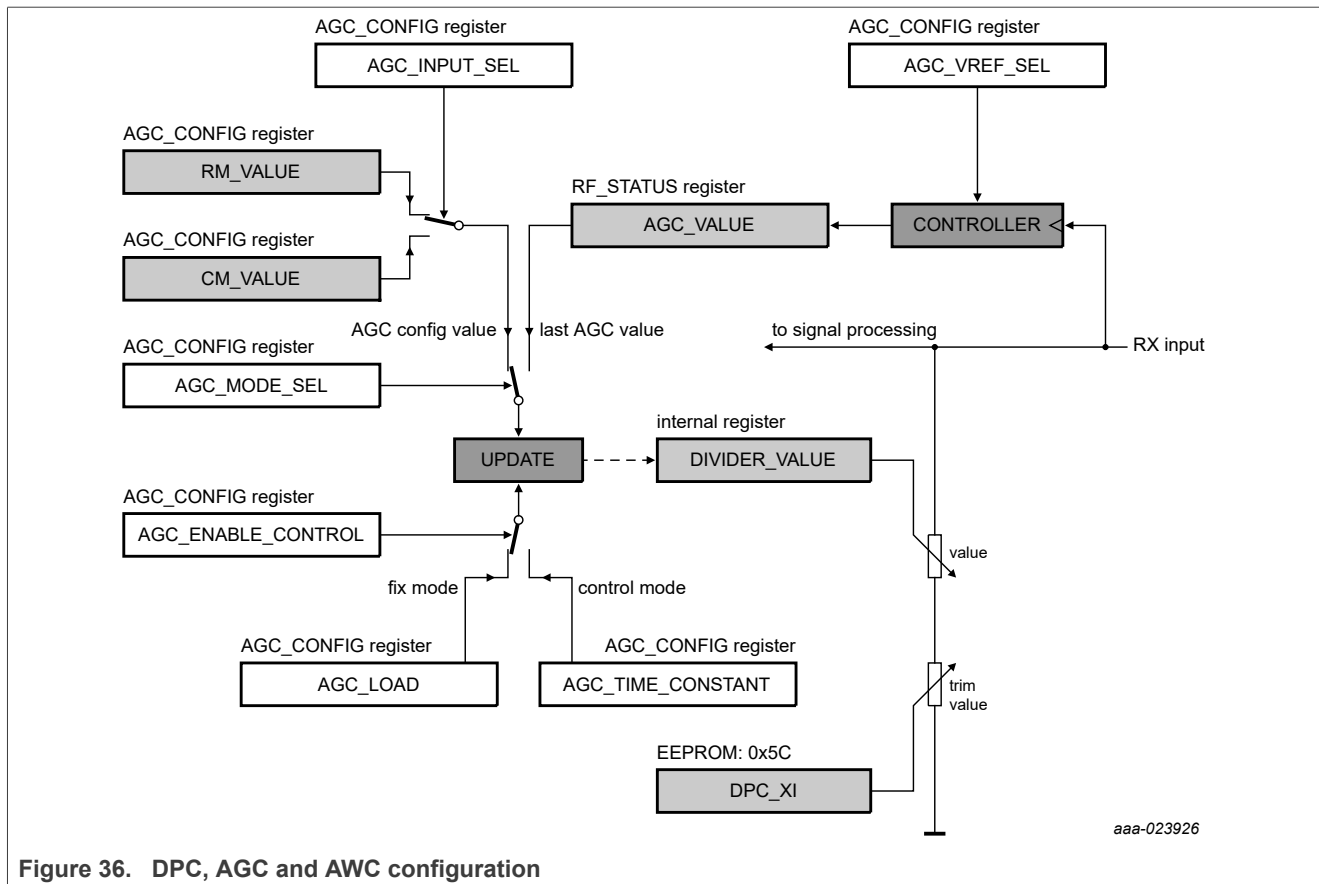 AGC_CONFIG register
AGC_INPUT_SEL
AGC_CONFIG register
AGC_VREF_SEL
AGC_CONFIG register
RM_VALUE
RF_STATUS register
AGC_VALUE
CONTROLLER
AGC_CONFIG register
CM_VALUE
AGC config value
last AGC value
to signal processing
RX input
AGC_CONFIG register
AGC_MODE_SEL
UPDATE
internal register
DIVIDER_VALUE
AGC_CONFIG register
AGC_ENABLE_CONTROL
value
fix mode
control mode
AGC_CONFIG register
AGC_LOAD
AGC_CONFIG register
AGC_TIME_CONSTANT
trim
value
EEPROM: 0x5C
DPC_XI
aaa-023926
Figure 36. DPC, AGC and AWC configuration